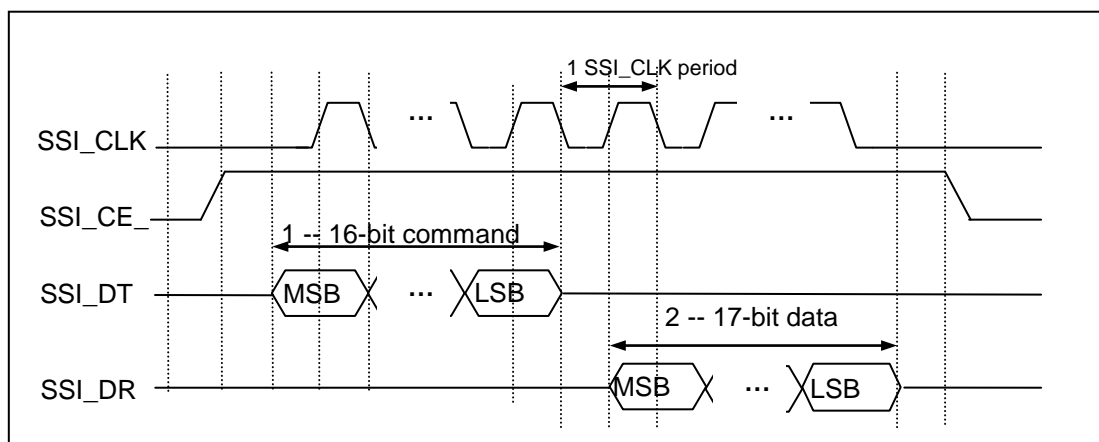 1 SSI_CLK period
... ...
SSI_CLK
SSI_CE_
1 -- 16-bit command
SSI_DT MSB ... LSB
2 -- 17-bit data
SSI_DR MSB ... LSB